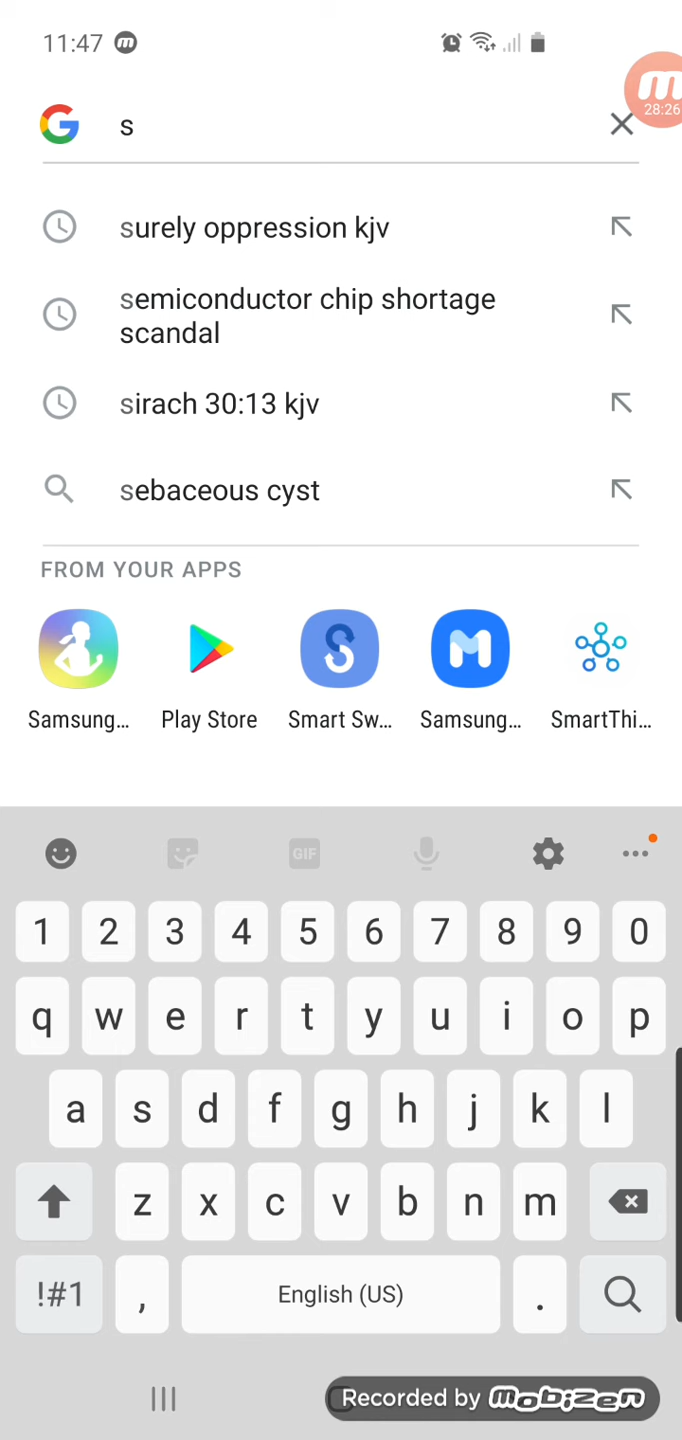 11:47
28:26
s
surely oppression kjv
semiconductor chip shortage
scandal
sirach 30:13 kjv
sebaceous cyst
FROM YOUR APPS
Samsung... Play Store Smart Sw... Samsung... SmartThi...
GIF
1 2 3 4 5 6 7 8 9 0
q w e r t y u i o p
a s d f g h j k l
z x c v b n m
!#1 , English (US) .
Recorded by mobizen